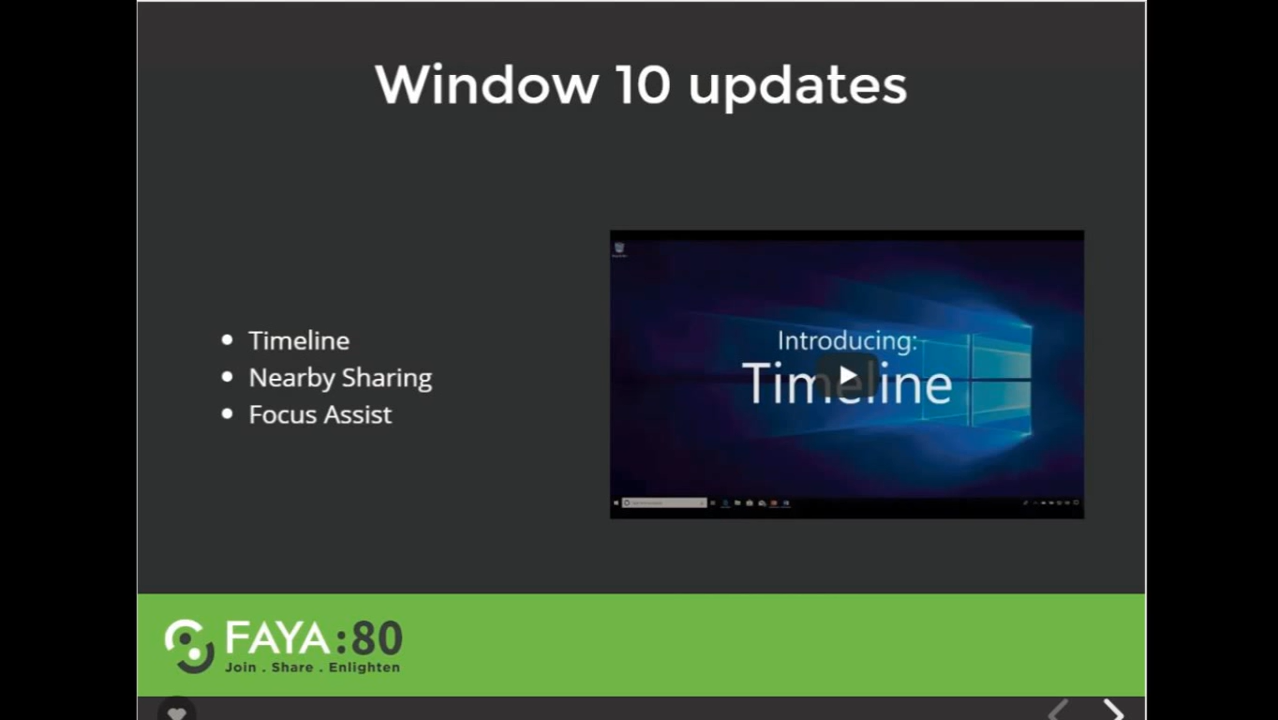 Window 10 updates
Timeline
Nearby Sharing
Focus Assist
Introducing:
Timeline
FAYA:80
Join . Share . Enlighten